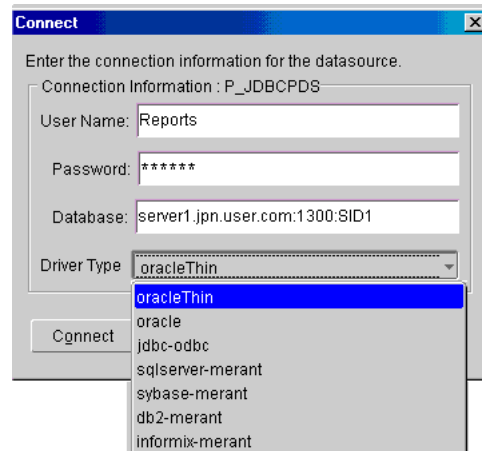 Connect
Enter the connection information for the datasource.
Connection Information : P_JDBCPDS
User Name: Reports
Password: ******
Database: server1.jpn.user.com:1300:SID1
Driver Type oracleThin
oracleThin
oracle
Connect
jdbc-odbc
sqlserver-merant
sybase-merant
db2-merant
informix-merant